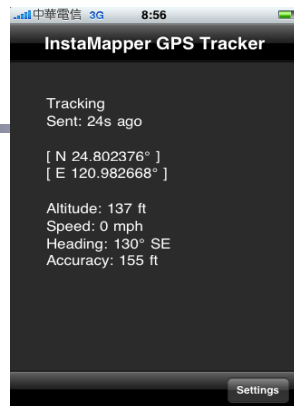 中華電信 3G 8:56
InstaMapper GPS Tracker
Tracking
Sent: 24s ago
[ N 24.802376° ]
[ E 120.982668° ]
Altitude: 137 ft
Speed: 0 mph
Heading: 130° SE
Accuracy: 155 ft
Settings